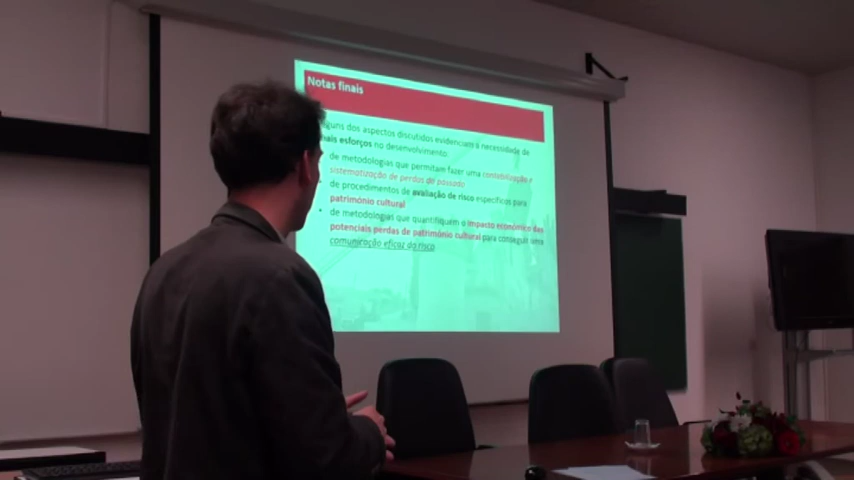 Notas finais
alguns dos aspectos discutidos evidenciam a necessidade de
mais esforços no desenvolvimento:
de metodologias que permitam fazer uma contabilização e
sistematização de perdas do passado
de procedimentos de avaliação de risco específicos para
património cultural
de metodologias que quantifiquem o impacto económico das
potenciais perdas de património cultural para conseguir uma
comunicação eficaz do risco